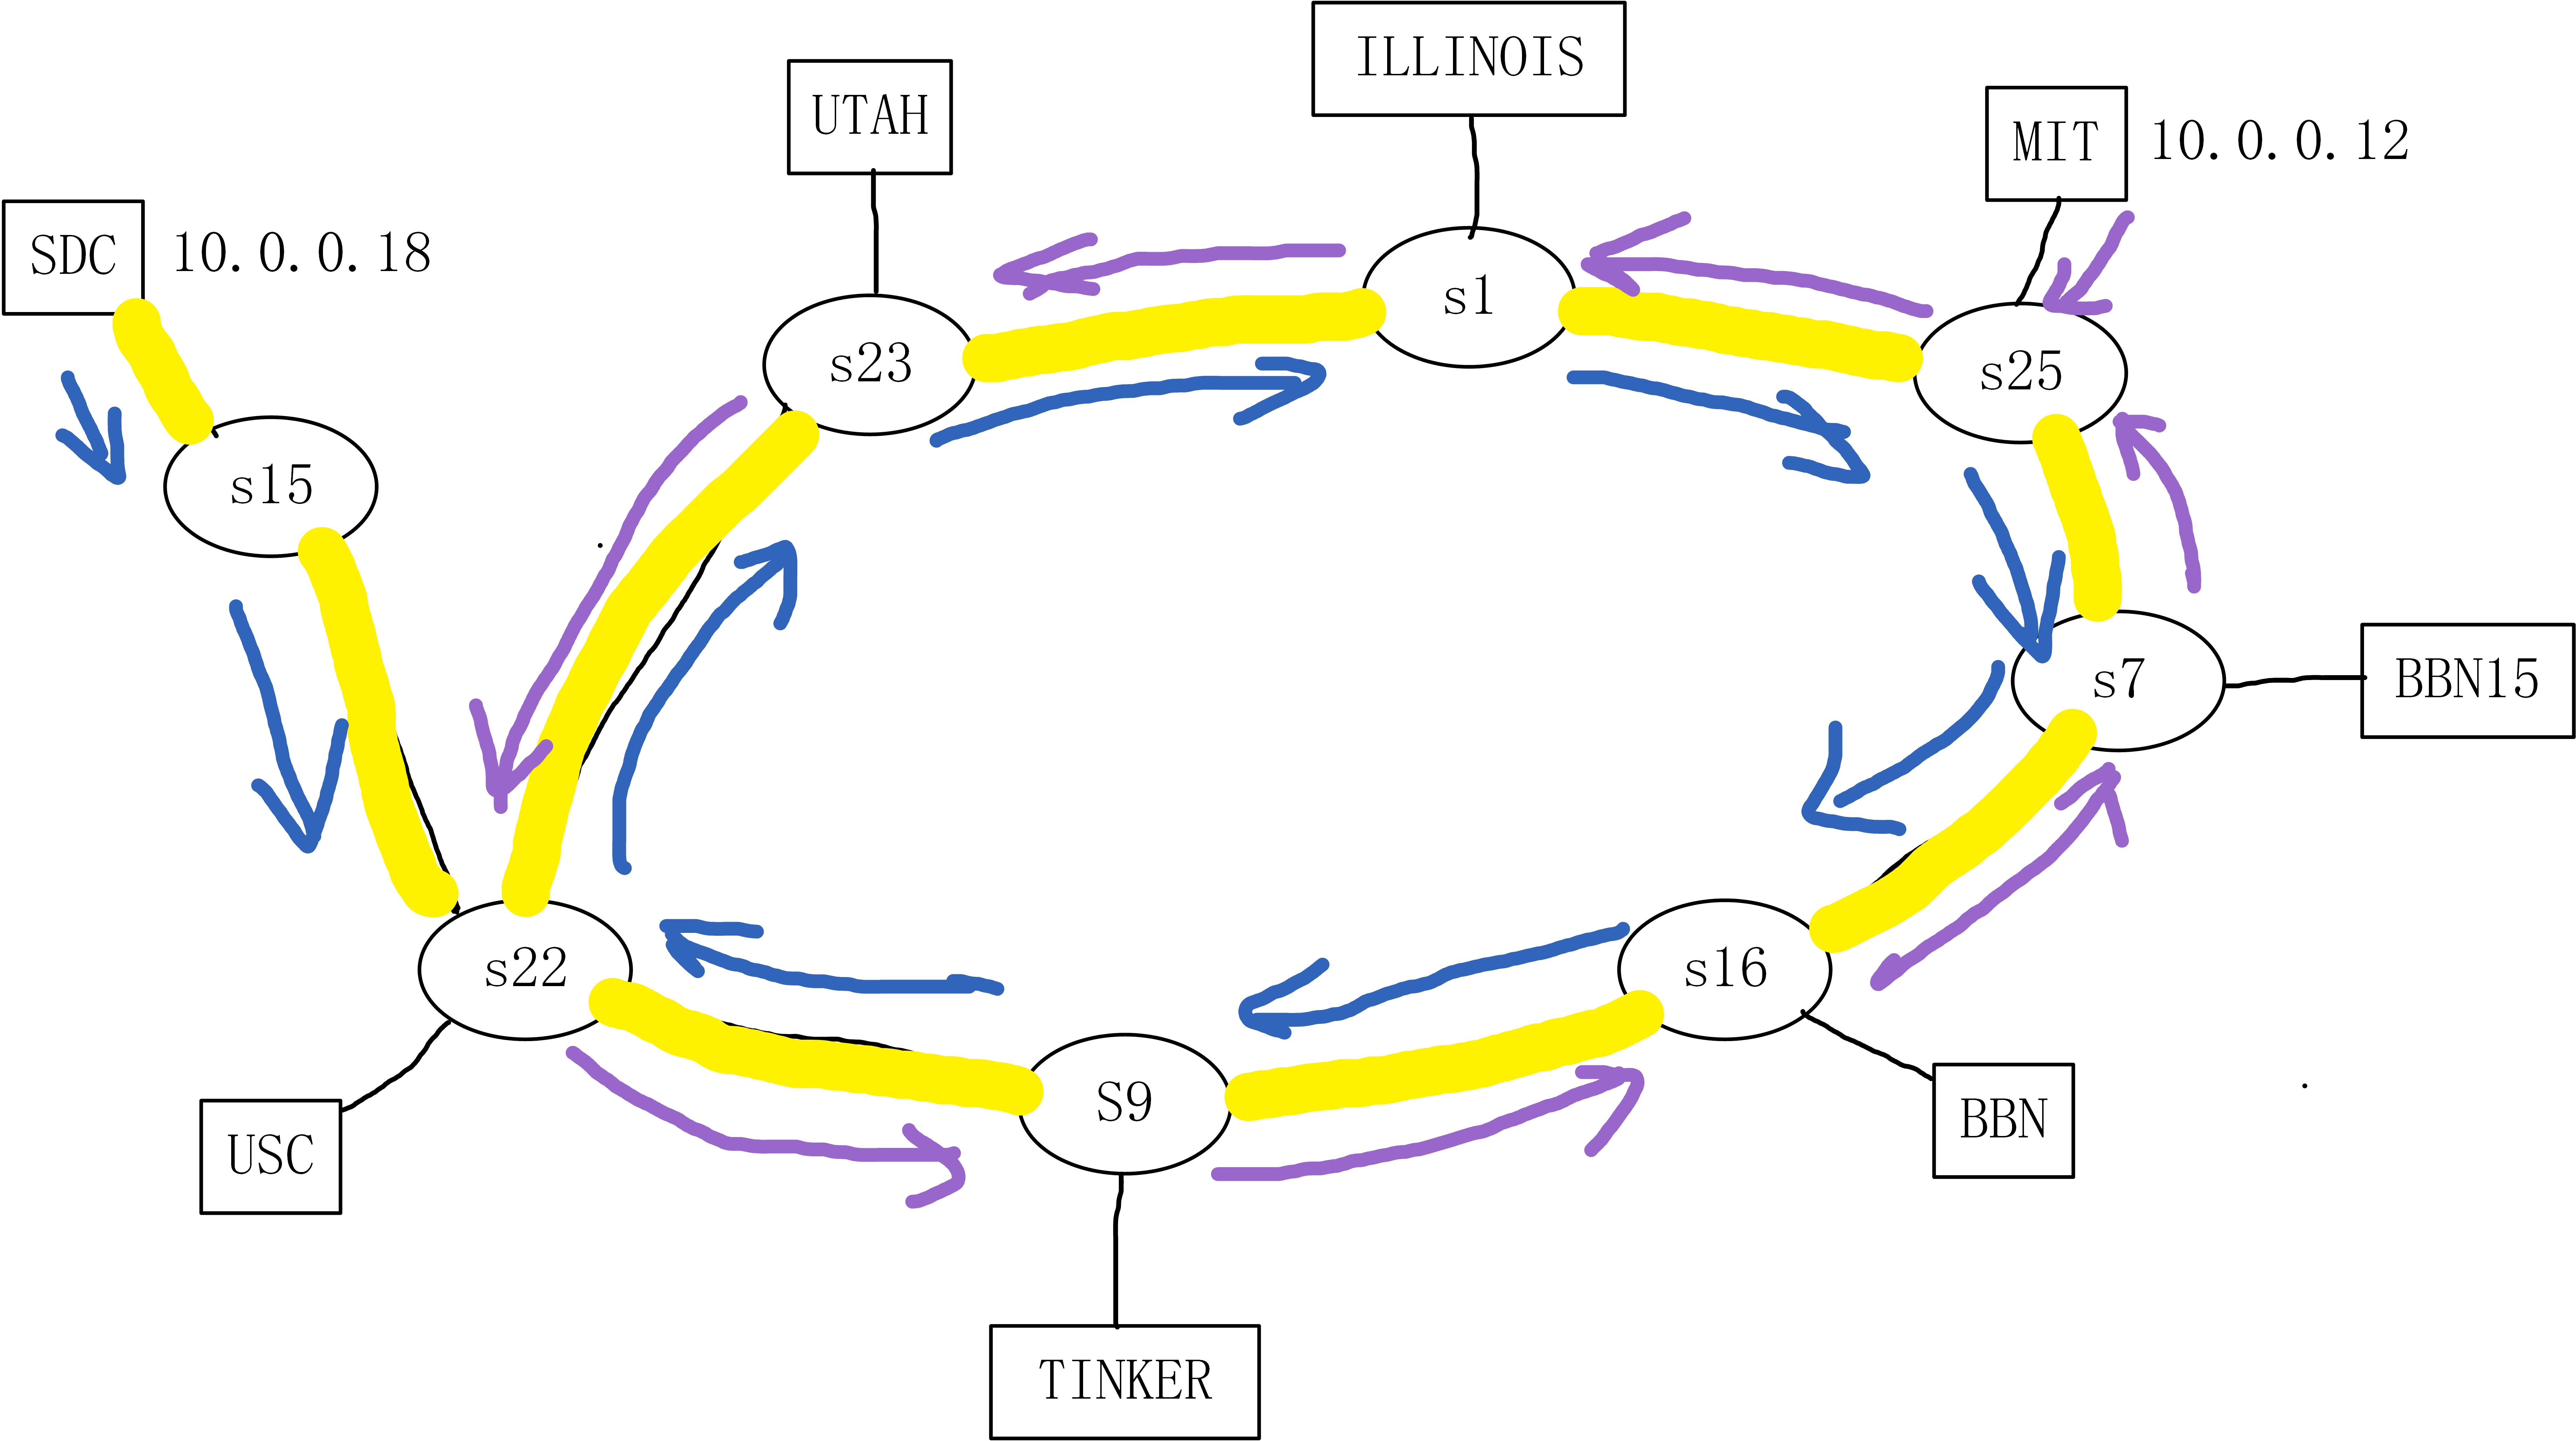 ILLINOIS
UTAH
MIT 10.0.0.12
SDC 10.0.0.18
s1
s23
s25
s15
s7
BBN15
s22
s16
S9
BBN
USC
TINKER